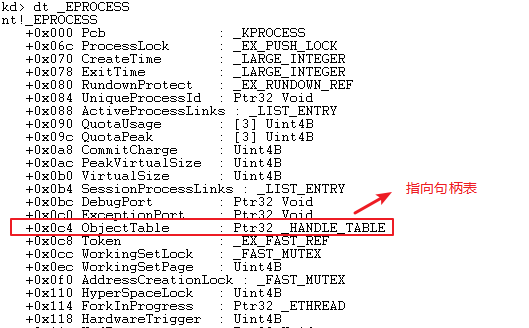 kd> dt _EPROCESS
nt!_EPROCESS
+0x000 Pcb : _KPROCESS
+0x06c ProcessLock : _EX_PUSH_LOCK
+0x070 CreateTime : _LARGE_INTEGER
+0x078 ExitTime : _LARGE_INTEGER
+0x080 RundownProtect : _EX_RUNDOWN_REF
+0x084 UniqueProcessId : Ptr32 Void
+0x088 ActiveProcessLinks : _LIST_ENTRY
+0x090 QuotaUsage : [3] Uint4B
+0x09c QuotaPeak : [3] Uint4B
+0x0a8 CommitCharge : Uint4B
+0x0ac PeakVirtualSize : Uint4B
+0x0b0 VirtualSize : Uint4B
+0x0b4 SessionProcessLinks : _LIST_ENTRY
+0x0bc DebugPort : Ptr32 Void
指向句柄表
+0x0c0 ExceptionPort : Ptr32 Void
+0x0c4 ObjectTable : Ptr32 _HANDLE_TABLE
+0x0c8 Token : _EX_FAST_REF
+0x0cc WorkingSetLock : _FAST_MUTEX
+0x0ec WorkingSetPage : Uint4B
+0x0f0 AddressCreationLock : _FAST_MUTEX
+0x110 HyperSpaceLock : Uint4B
+0x114 ForkInProgress : Ptr32 _ETHREAD
+0x118 HardwareTrigger : Uint4B